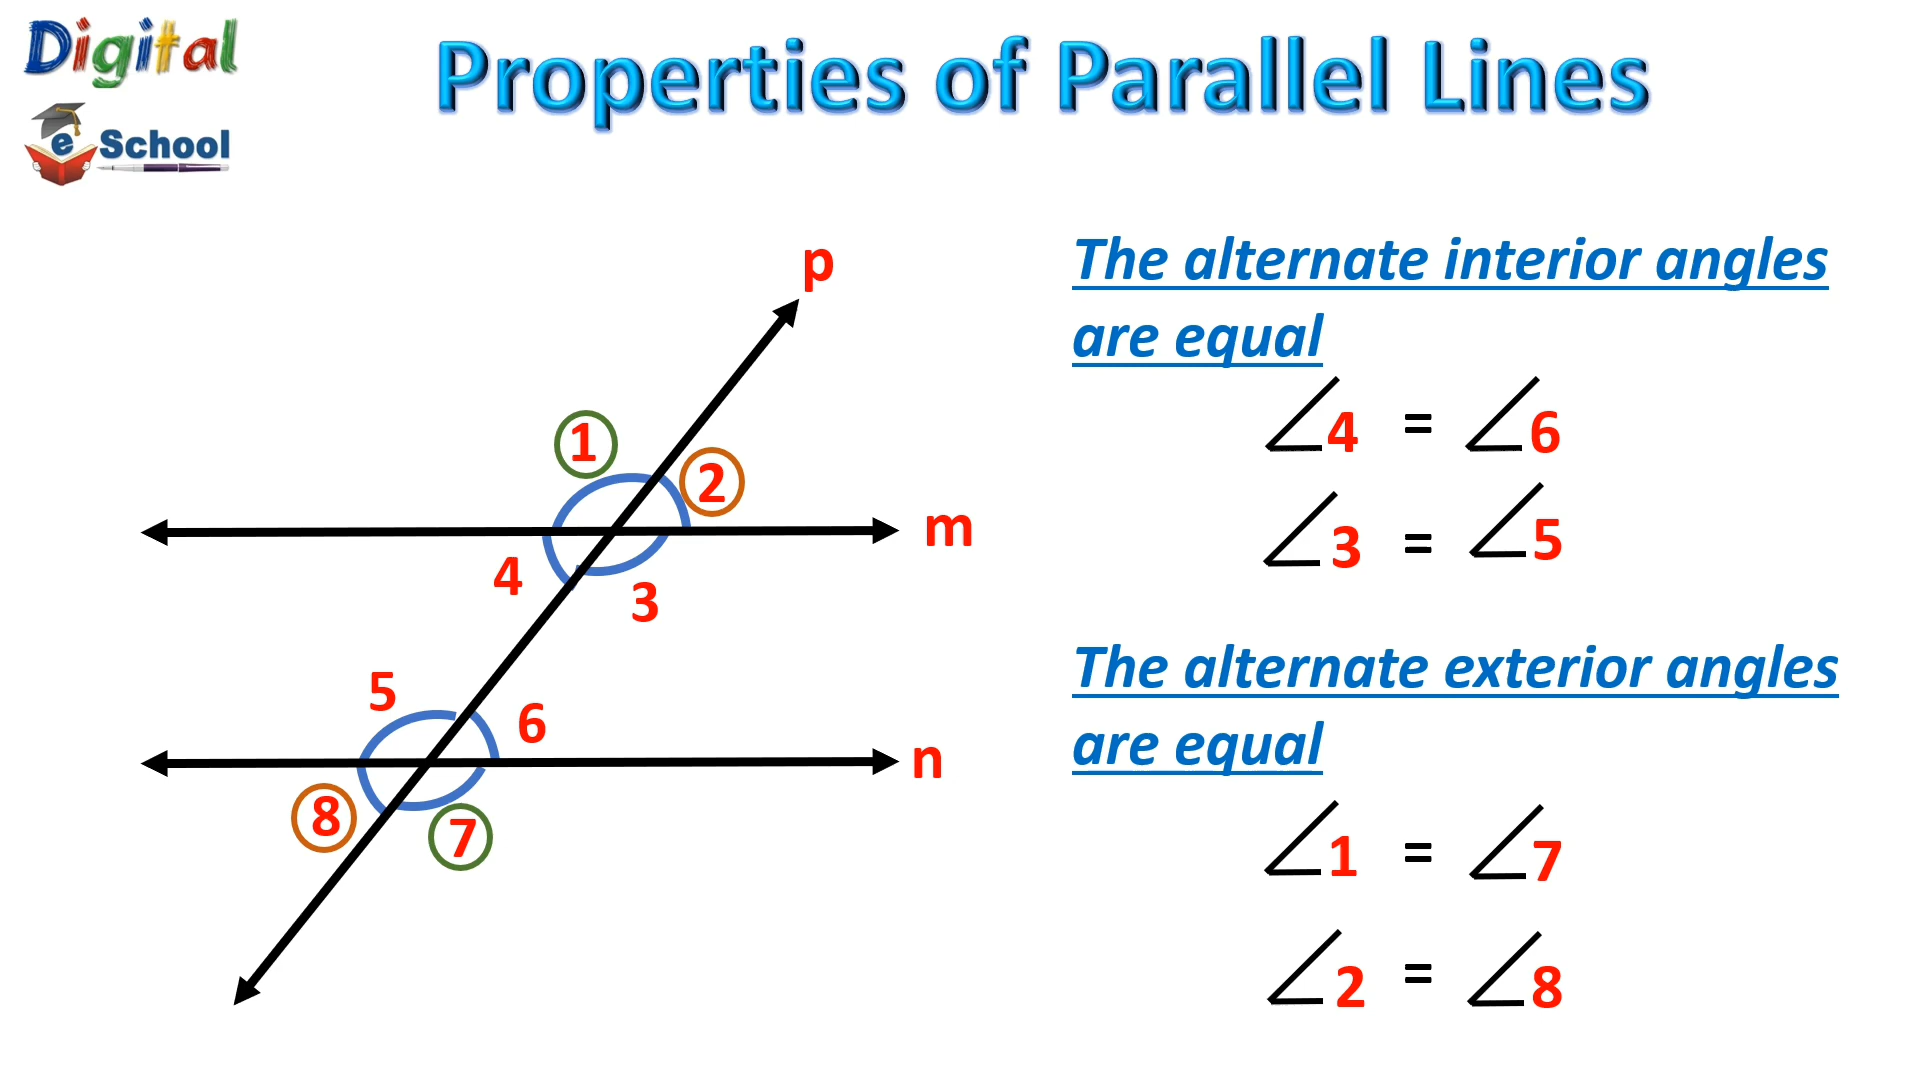 Digital
e School
Properties of Parallel Lines
p
1
2
m
4
3
5
6
n
8
7
The alternate interior angles
are equal
∠4 = ∠6
∠3 = ∠5
The alternate exterior angles
are equal
∠1 = ∠7
∠2 = ∠8